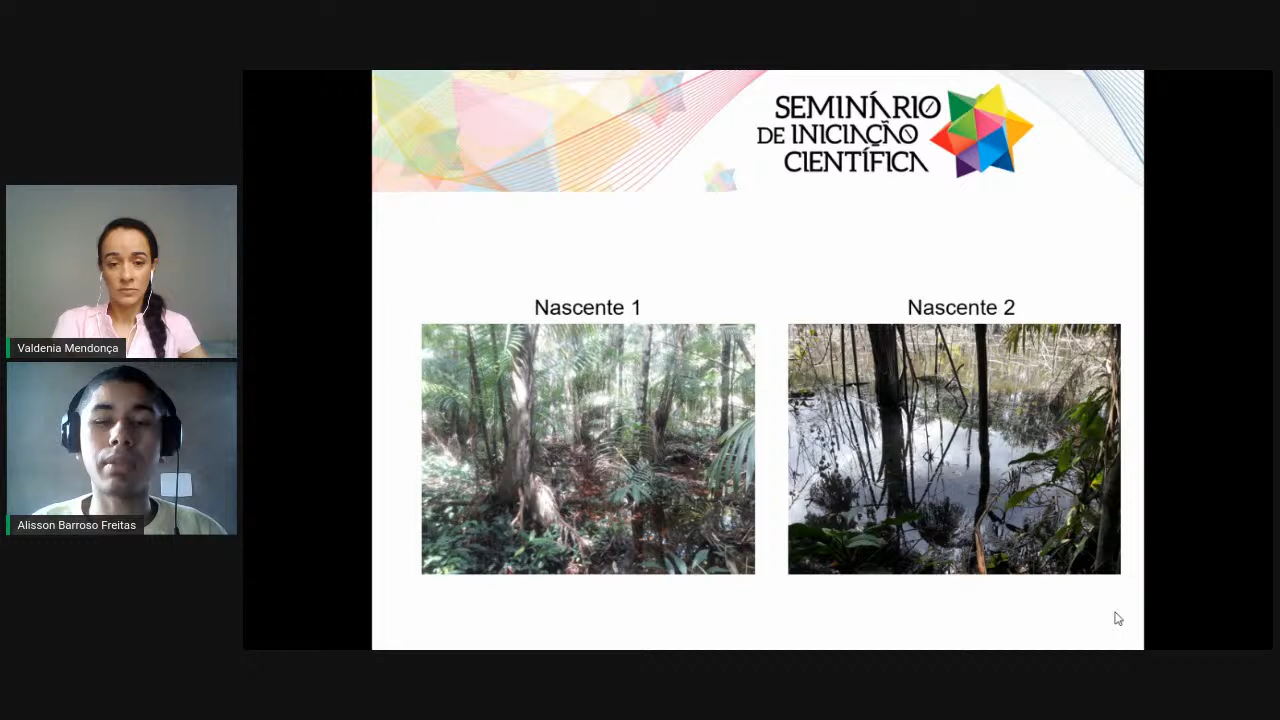 SEMINÁRIO
DE INICIAÇÃO
CIENTÍFICA
Nascente 1
Nascente 2
Valdenia Mendonça
Alisson Barroso Freitas